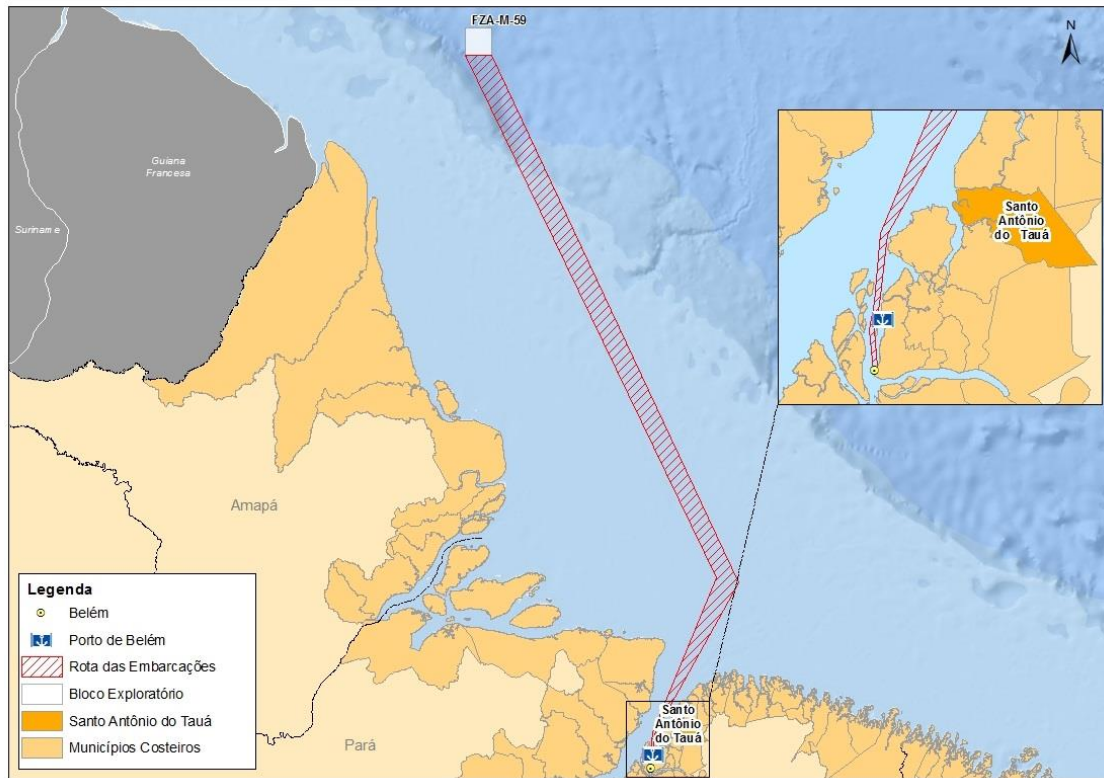 FZA-M-59
N
Guiana
Francesa
Suriname
Santo
Antônio
do Tauá
Amapá
Legenda
Belém
Porto de Belém
Rota das Embarcações
Bloco Exploratório
Santo Antônio do Tauá
Municípios Costeiros
Pará
Santo
Antônio
do Tauá